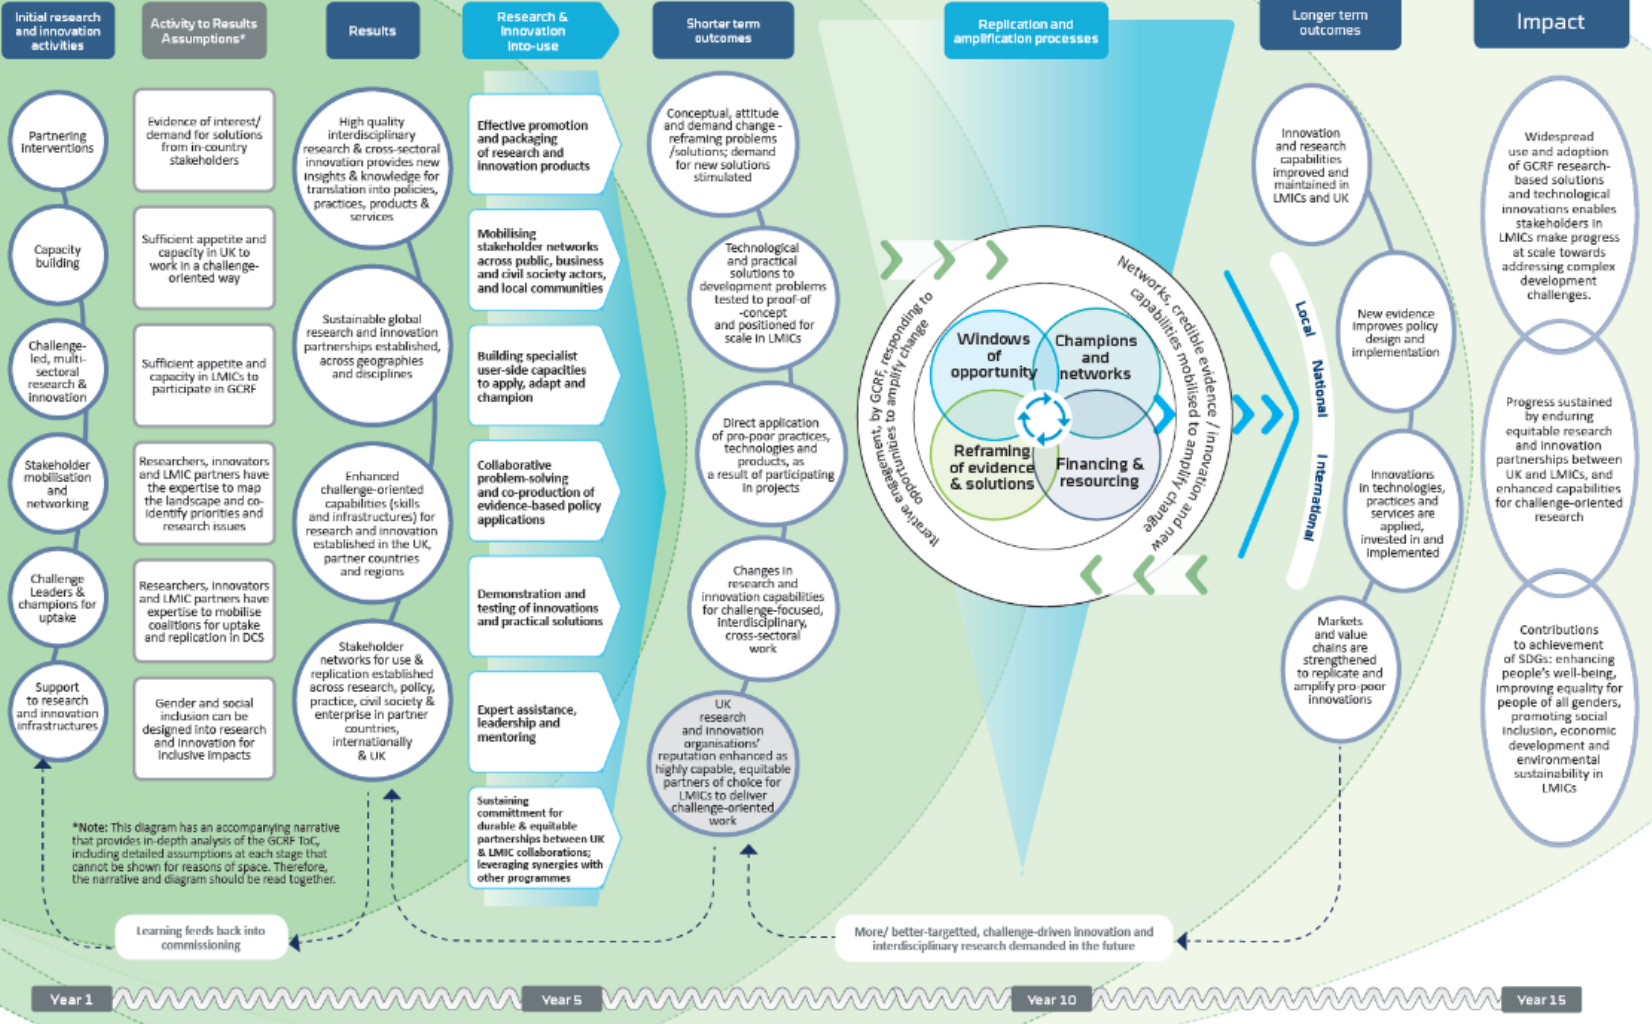 Initial research
and innovation
activities
Activity to Results
Assumptions*
Results
Research &
Innovation
Into-use
Shorter term
outcomes
Replication and
amplification processes
Longer term
outcomes
Impact
Partnering
interventions
Capacity
building
Challenge-
led, multi-
sectoral
research &
innovation
Stakeholder
mobilisation
and
networking
Challenge
Leaders &
champions for
uptake
Support
to research
and innovation
infrastructures
Evidence of interest/
demand for solutions
from in-country
stakeholders
Sufficient appetite and
capacity in UK to
work in a challenge-
oriented way
Sufficient appetite and
capacity in LMICs to
participate in GCRF
Researchers, innovators
and LMIC partners have
the expertise to map
the landscape and co-
identify priorities and
research issues
Researchers, innovators
and LMIC partners have
expertise to mobilise
coalitions for uptake
and replication in DCS
Gender and social
inclusion can be
designed into research
and innovation for
inclusive impacts
High quality
interdisciplinary
research & cross-sectoral
innovation provides new
insights & knowledge for
translation into policies,
practices, products &
services
Sustainable global
research and innovation
partnerships established,
across geographies
and disciplines
Enhanced
challenge-oriented
capabilities (skills
and infrastructures) for
research and innovation
established in the UK,
partner countries
and regions
Stakeholder
networks for use &
replication established
across research, policy,
practice, civil society &
enterprise in partner
countries,
internationally
& UK
Effective promotion
and packaging
of research and
innovation products
Mobilising
stakeholder networks
across public, business
and civil society actors,
and local communities
Building specialist
user-side capacities
to apply, adapt and
champion
Collaborative
problem-solving
and co-production of
evidence-based policy
applications
Demonstration and
testing of innovations
and practical solutions
Expert assistance,
leadership and
mentoring
Sustaining
committment for
durable & equitable
partnerships between UK
& LMIC collaborations;
leveraging synergies with
other programmes
Conceptual, attitude
and demand change -
reframing problems
/solutions; demand
for new solutions
stimulated
Technological
and practical
solutions to
development problems
tested to proof-of
-concept
and positioned for
scale in LMICs
Direct application
of pro-poor practices,
technologies and
products, as
a result of participating
in projects
Changes in
research and
innovation capabilities
for challenge-focused,
interdisciplinary,
cross-sectoral
work
UK
research
and innovation
organisations'
reputation enhanced as
highly capable, equitable
partners of choice for
LMICs to deliver
challenge-oriented
work
Iterative engagement, by GCRF, responding to
opportunities to amplify change
Networks, credible evidence / innovation and new
capabilities mobilised to amplify change
Windows
of
opportunity
Champions
and
networks
Reframing
of evidence
& solutions
Financing &
resourcing
Local
National
International
Innovation
and research
capabilities
improved and
maintained in
LMICs and UK
New evidence
improves policy
design and
implementation
Innovations
in technologies,
practices and
services are
applied,
invested in and
implemented
Markets
and value
chains are
strengthened
to replicate and
amplify pro-poor
innovations
Widespread
use and adoption
of GCRF research-
based solutions
and technological
innovations enables
stakeholders in
LMICs make progress
at scale towards
addressing complex
development
challenges.
Progress sustained
by enduring
equitable research
and innovation
partnerships between
UK and LMICs, and
enhanced capabilities
for challenge-oriented
research
Contributions
to achievement
of SDGs: enhancing
people's well-being,
improving equality for
people of all genders,
promoting social
inclusion, economic
development and
environmental
sustainability in
LMICs
*Note: This diagram has an accompanying narrative
that provides in-depth analysis of the GCRF ToC,
including detailed assumptions at each stage that
cannot be shown for reasons of space. Therefore,
the narrative and diagram should be read together.
Learning feeds back into
commissioning
More/ better-targetted, challenge-driven innovation and
interdisciplinary research demanded in the future
Year 1
Year 5
Year 10
Year 15